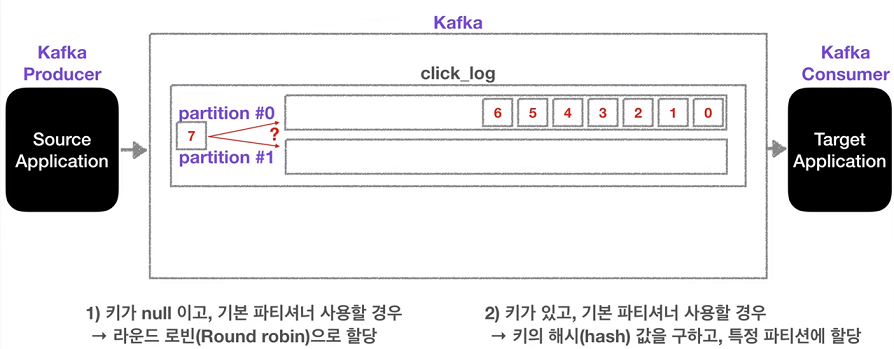 Kafka
Kafka Producer
Kafka Consumer
click_log
Source Application
Target Application
partition #0
6 5 4 3 2 1 0
7
?
partition #1
1) 키가 null 이고, 기본 파티셔너 사용할 경우
→ 라운드 로빈(Round robin)으로 할당
2) 키가 있고, 기본 파티셔너 사용할 경우
→ 키의 해시(hash) 값을 구하고, 특정 파티션에 할당